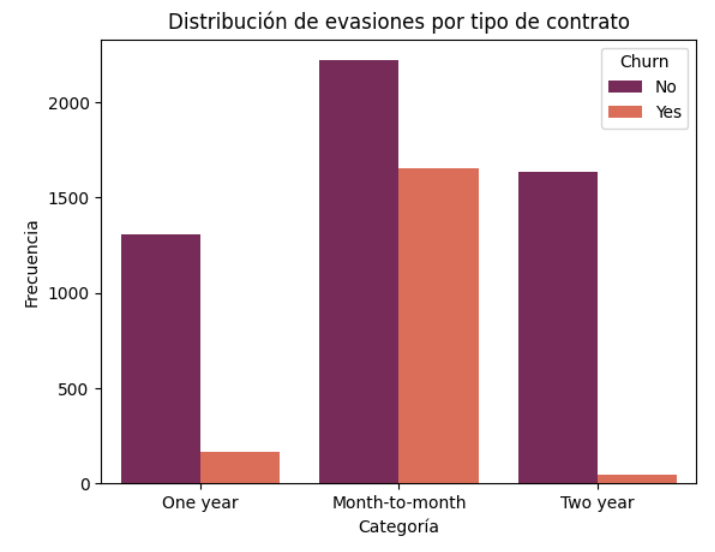 Distribución de evasiones por tipo de contrato
Churn
No
Yes
2000
1500
1000
500
0
Frecuencia
One year
Month-to-month
Two year
Categoría